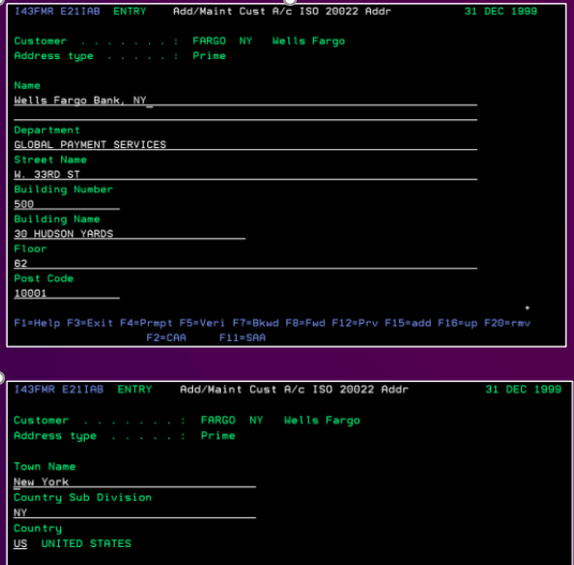 I43FMR E21IAB ENTRY Add/Maint Cust A/c ISO 20022 Addr 31 DEC 1999
Customer . . . . . . . : FARGO NY Wells Fargo
Address type . . . . . : Prime
Name
Wells Fargo Bank, NY_
Department
GLOBAL PAYMENT SERVICES
Street Name
W. 33RD ST
Building Number
500
Building Name
30 HUDSON YARDS
Floor
62
Post Code
10001
+
F1=Help F3=Exit F4=Prmpt F5=Veri F7=Bkwd F8=Fwd F12=Prv F15=add F16=up F20=rmv
F2=CAA F11=SAA
I43FMR E21IAB ENTRY Add/Maint Cust A/c ISO 20022 Addr 31 DEC 1999
Customer . . . . . . . : FARGO NY Wells Fargo
Address type . . . . . : Prime
Town Name
New York
Country Sub Division
NY
Country
US UNITED STATES